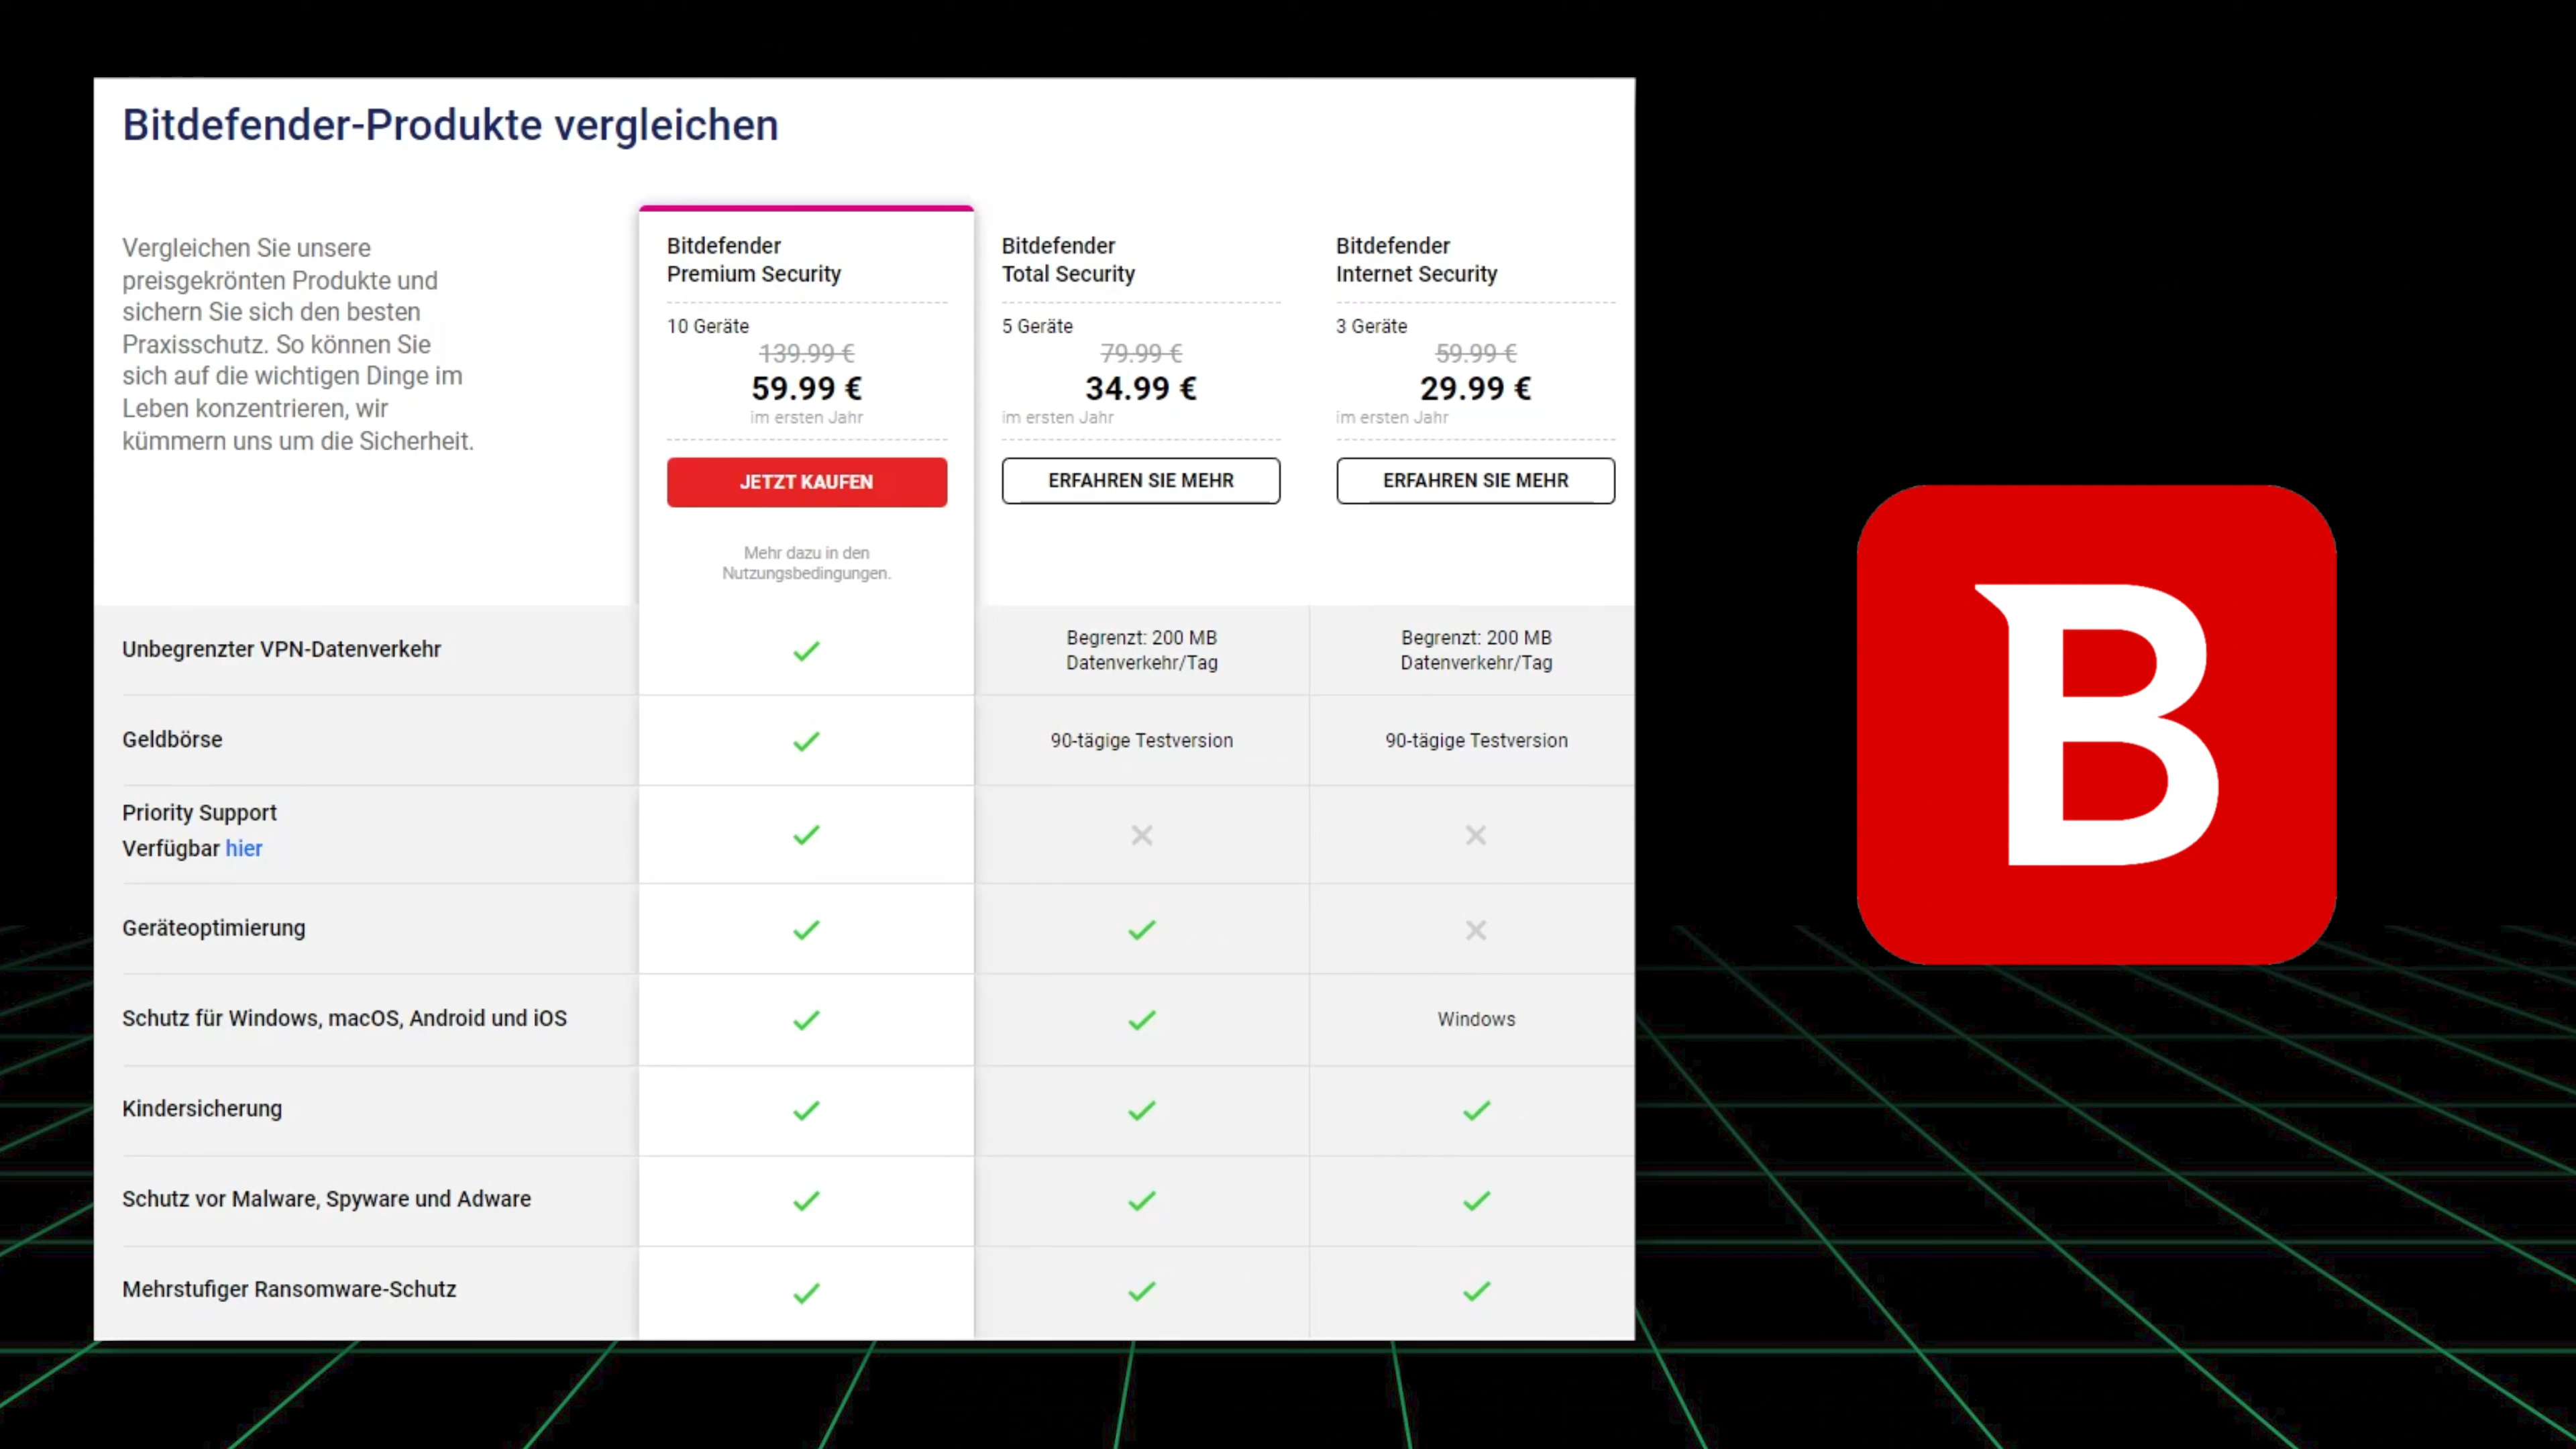 Bitdefender-Produkte vergleichen
Vergleichen Sie unsere
preisgekrönten Produkte und
sichern Sie sich den besten
Praxisschutz. So können Sie
sich auf die wichtigen Dinge im
Leben konzentrieren, wir
kümmern uns um die Sicherheit.
Bitdefender
Premium Security
10 Geräte
139.99 €
59.99 €
im ersten Jahr
JETZT KAUFEN
Mehr dazu in den
Nutzungsbedingungen.
Bitdefender
Total Security
5 Geräte
79.99 €
34.99 €
im ersten Jahr
ERFAHREN SIE MEHR
Bitdefender
Internet Security
3 Geräte
59.99 €
29.99 €
im ersten Jahr
ERFAHREN SIE MEHR
Unbegrenzter VPN-Datenverkehr
Begrenzt: 200 MB
Datenverkehr/Tag
Begrenzt: 200 MB
Datenverkehr/Tag
Geldbörse
90-tägige Testversion
90-tägige Testversion
Priority Support
Verfügbar hier
Geräteoptimierung
Schutz für Windows, macOS, Android und iOS
Windows
Kindersicherung
Schutz vor Malware, Spyware und Adware
Mehrstufiger Ransomware-Schutz
B